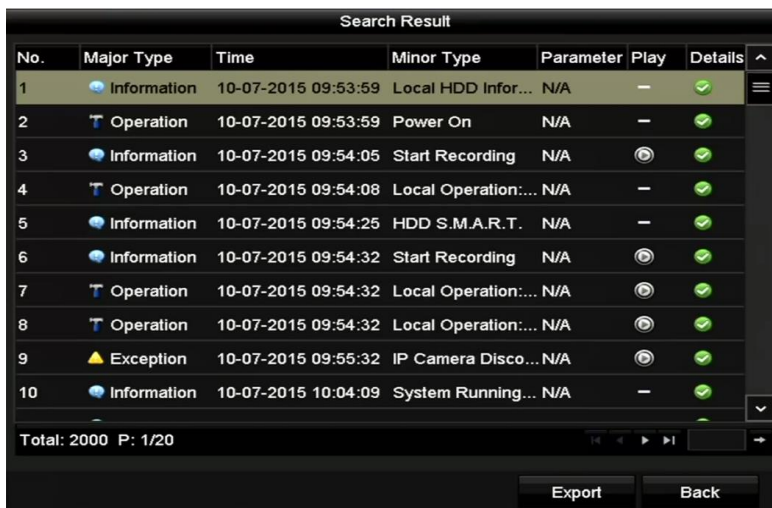 Search Result
No. Major Type Time Minor Type Parameter Play Details
1 Information 10-07-2015 09:53:59 Local HDD Infor... N/A –
2 Operation 10-07-2015 09:53:59 Power On N/A –
3 Information 10-07-2015 09:54:05 Start Recording N/A
4 Operation 10-07-2015 09:54:08 Local Operation:... N/A –
5 Information 10-07-2015 09:54:25 HDD S.M.A.R.T. N/A –
6 Information 10-07-2015 09:54:32 Start Recording N/A
7 Operation 10-07-2015 09:54:32 Local Operation:... N/A
8 Operation 10-07-2015 09:54:32 Local Operation:... N/A
9 Exception 10-07-2015 09:55:32 IP Camera Disco... N/A
10 Information 10-07-2015 10:04:09 System Running... N/A –
Total: 2000 P: 1/20
Export Back